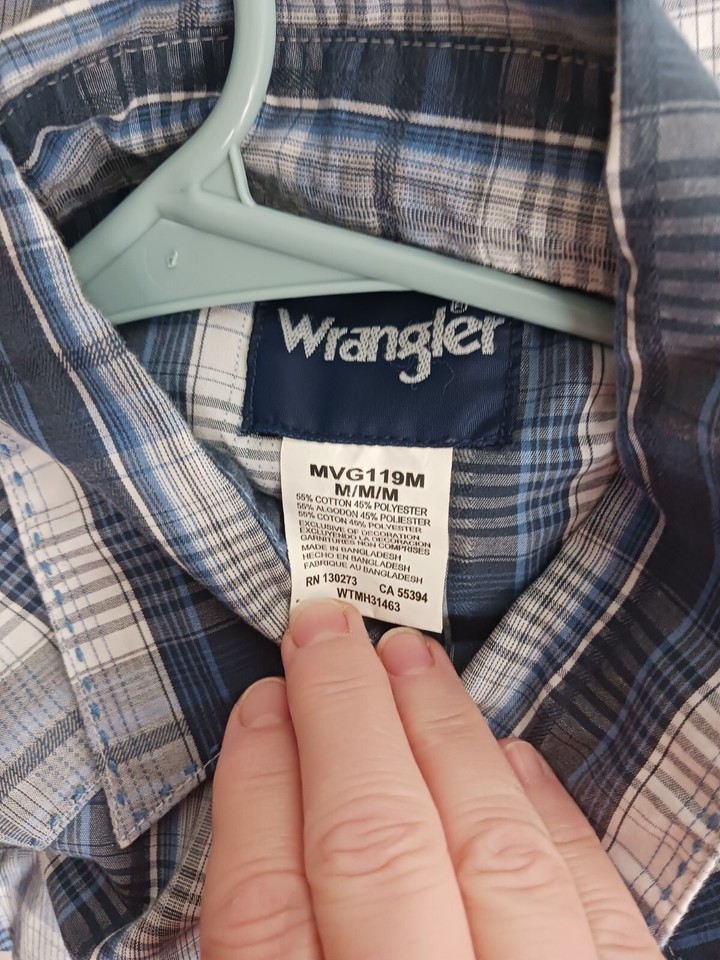 Wrangler®
MVG119M
M/M/M
55% COTTON 45% POLYESTER
55% ALGODON 45% POLIESTER
55% COTON 45% POLYESTER
EXCLUSIVE OF DECORATION
EXCLUYENDO LA DECORACION
GARNITURES NON COMPRISES
MADE IN BANGLADESH
HECHO EN BANGLADESH
FABRIQUE AU BANGLADESH
RN 130273 CA 55394
WTMH31463